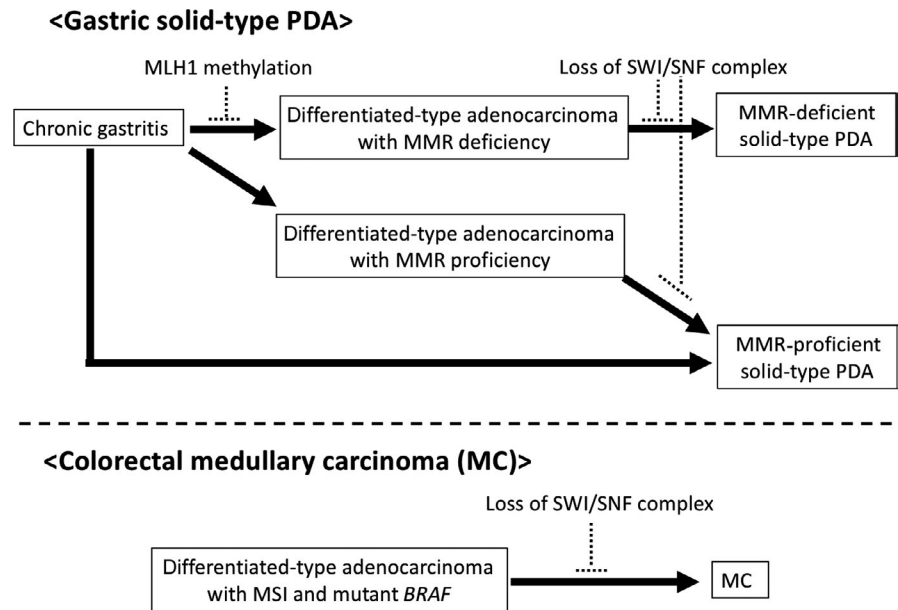 <Gastric solid-type PDA>
MLH1 methylation
Loss of SWI/SNF complex
Chronic gastritis
Differentiated-type adenocarcinoma
with MMR deficiency
MMR-deficient
solid-type PDA
Differentiated-type adenocarcinoma
with MMR proficiency
MMR-proficient
solid-type PDA
<Colorectal medullary carcinoma (MC)>
Loss of SWI/SNF complex
Differentiated-type adenocarcinoma
with MSI and mutant BRAF
MC